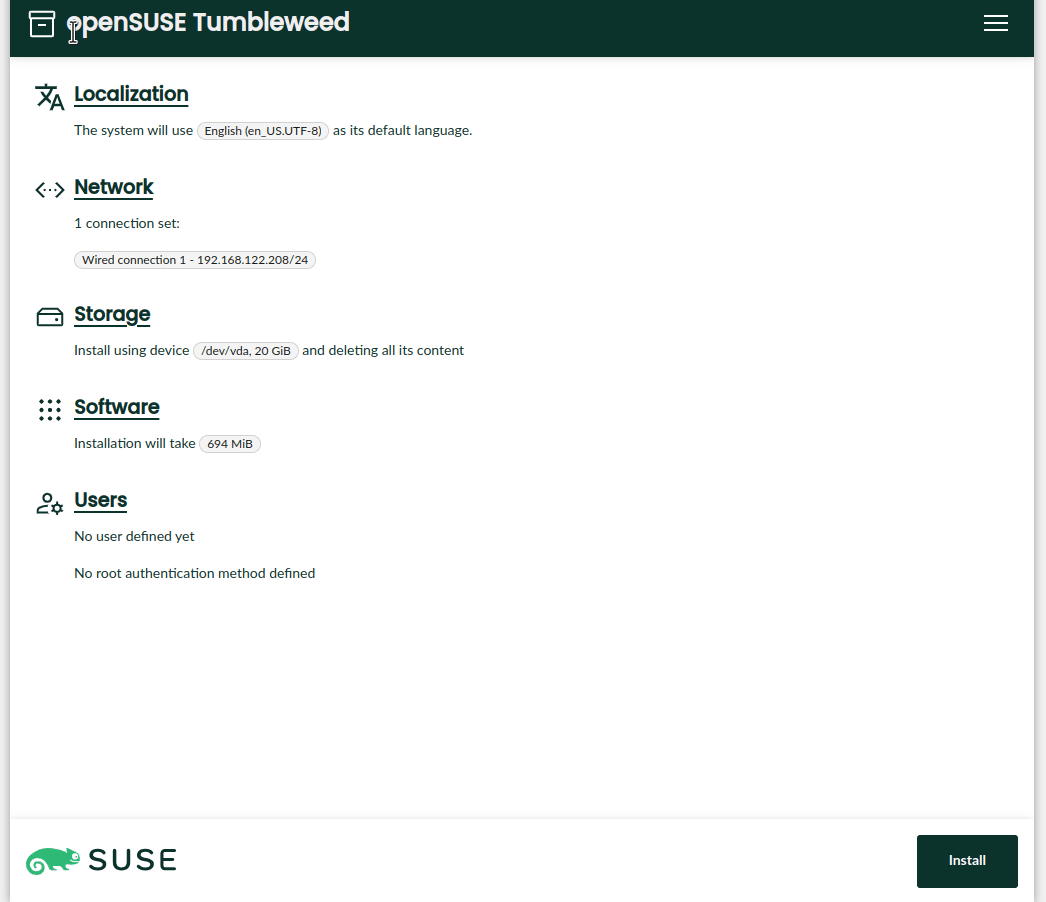 openSUSE Tumbleweed
Localization
The system will use English (en_US.UTF-8) as its default language.
Network
1 connection set:
Wired connection 1 - 192.168.122.208/24
Storage
Install using device /dev/vda, 20 GiB and deleting all its content
Software
Installation will take 694 MiB
Users
No user defined yet
No root authentication method defined
SUSE
Install